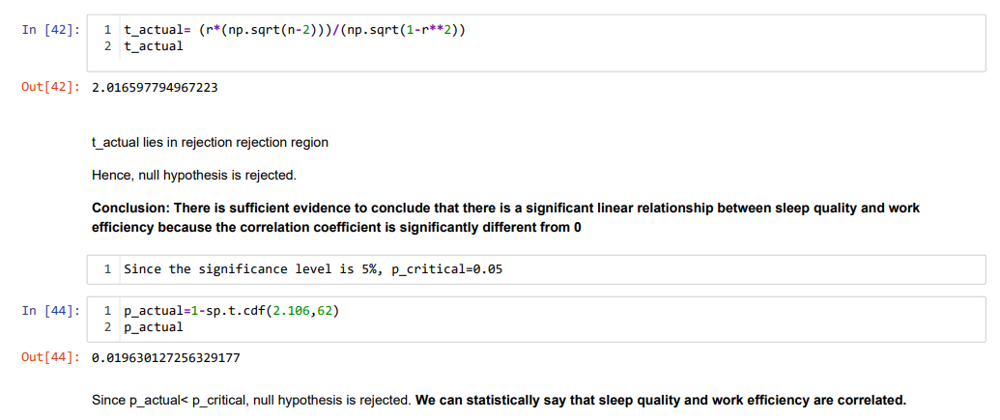 In [42]: 1 t_actual= (r*(np.sqrt(n-2)))/(np.sqrt(1-r**2))
2 t_actual
Out[42]: 2.016597794967223
t_actual lies in rejection rejection region
Hence, null hypothesis is rejected.
Conclusion: There is sufficient evidence to conclude that there is a significant linear relationship between sleep quality and work
efficiency because the correlation coefficient is significantly different from 0
1 Since the significance level is 5%, p_critical=0.05
In [44]: 1 p_actual=1-sp.t.cdf(2.106,62)
2 p_actual
Out[44]: 0.019630127256329177
Since p_actual< p_critical, null hypothesis is rejected. We can statistically say that sleep quality and work efficiency are correlated.